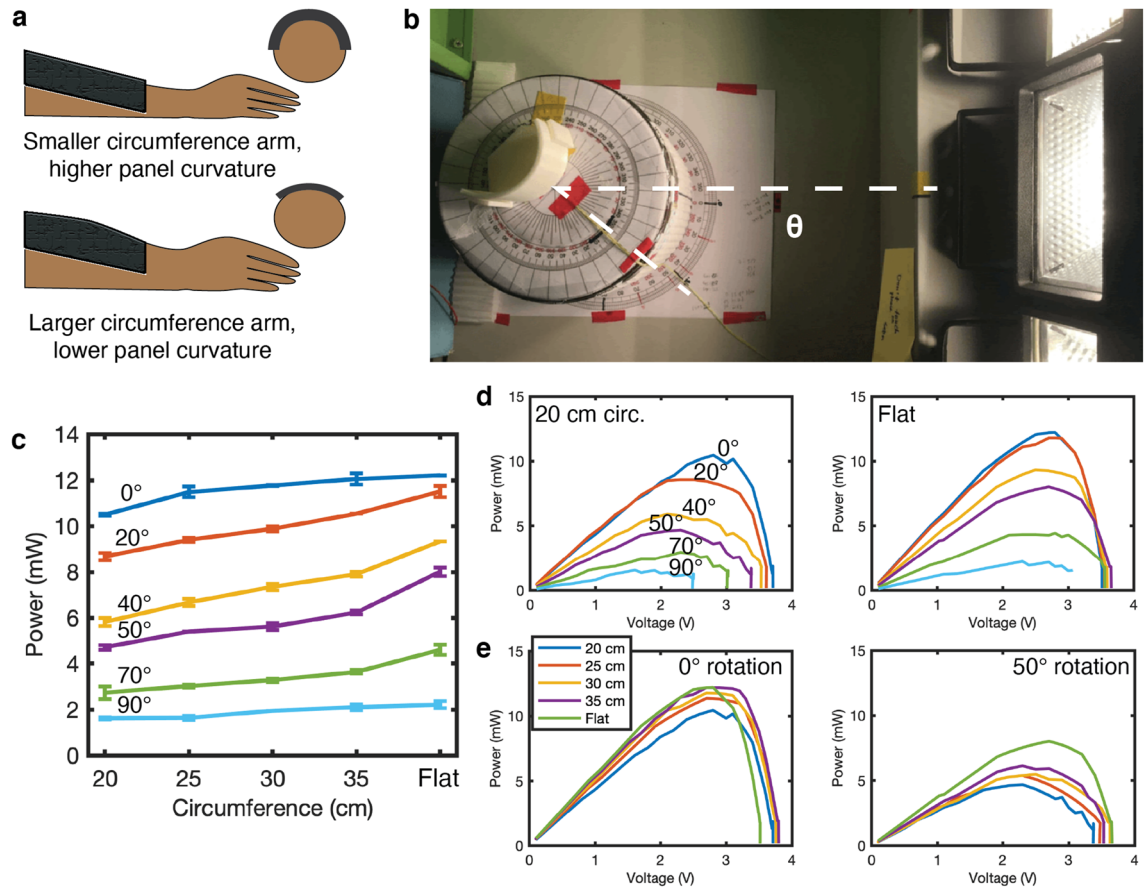 a
Smaller circumference arm,
higher panel curvature
Larger circumference arm,
lower panel curvature
b
θ
c
14
12
10
8
6
4
2
0
Power (mW)
0°
20°
40°
50°
70°
90°
20
25
30
35
Flat
Circumference (cm)
d
20 cm circ.
15
10
5
0
Power (mW)
0°
20°
40°
50°
70°
90°
1
2
3
4
Voltage (V)
Flat
15
10
5
0
Power (mW)
0
1
2
3
4
Voltage (V)
e
20 cm
25 cm
30 cm
35 cm
Flat
0° rotation
15
10
5
0
Power (mW)
0
1
2
3
4
Voltage (V)
50° rotation
15
10
5
0
Power (mW)
0
1
2
3
4
Voltage (V)